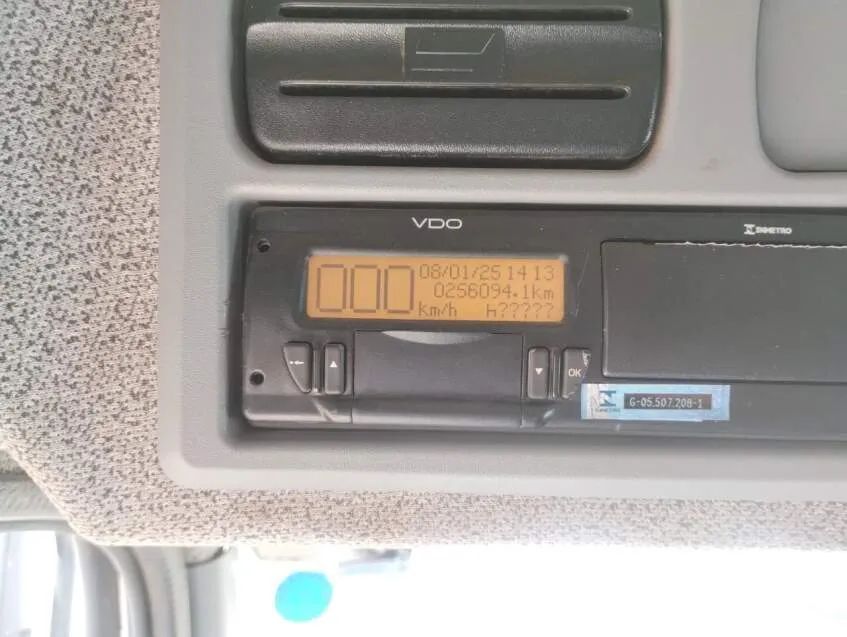 VDO
INMETRO
000 08/01/25 14 13
0256094.1km
km/h h?????
OK
G-05.507.208-1